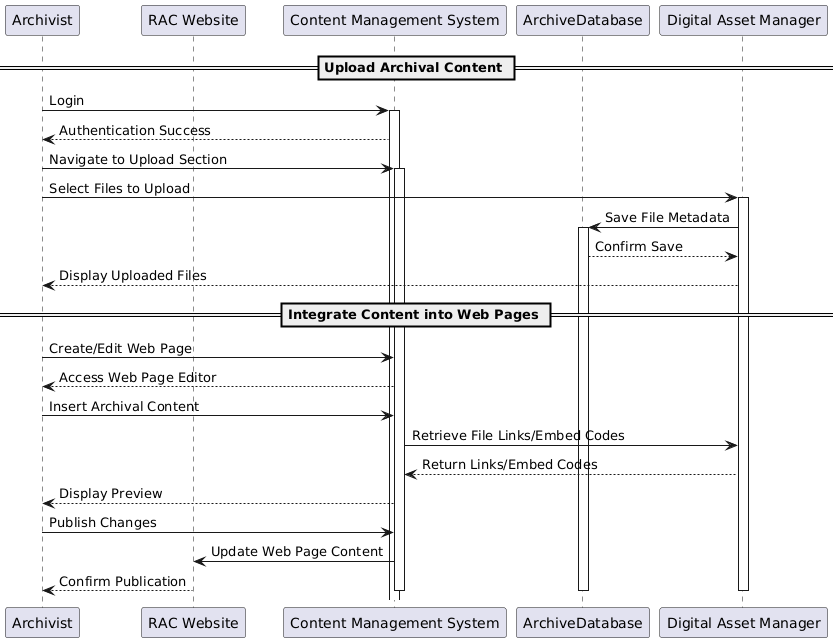 Archivist RAC Website Content Management System ArchiveDatabase Digital Asset Manager
Upload Archival Content
Login
Authentication Success
Navigate to Upload Section
Select Files to Upload
Save File Metadata
Confirm Save
Display Uploaded Files
Integrate Content into Web Pages
Create/Edit Web Page
Access Web Page Editor
Insert Archival Content
Retrieve File Links/Embed Codes
Return Links/Embed Codes
Display Preview
Publish Changes
Update Web Page Content
Confirm Publication
Archivist RAC Website Content Management System ArchiveDatabase Digital Asset Manager